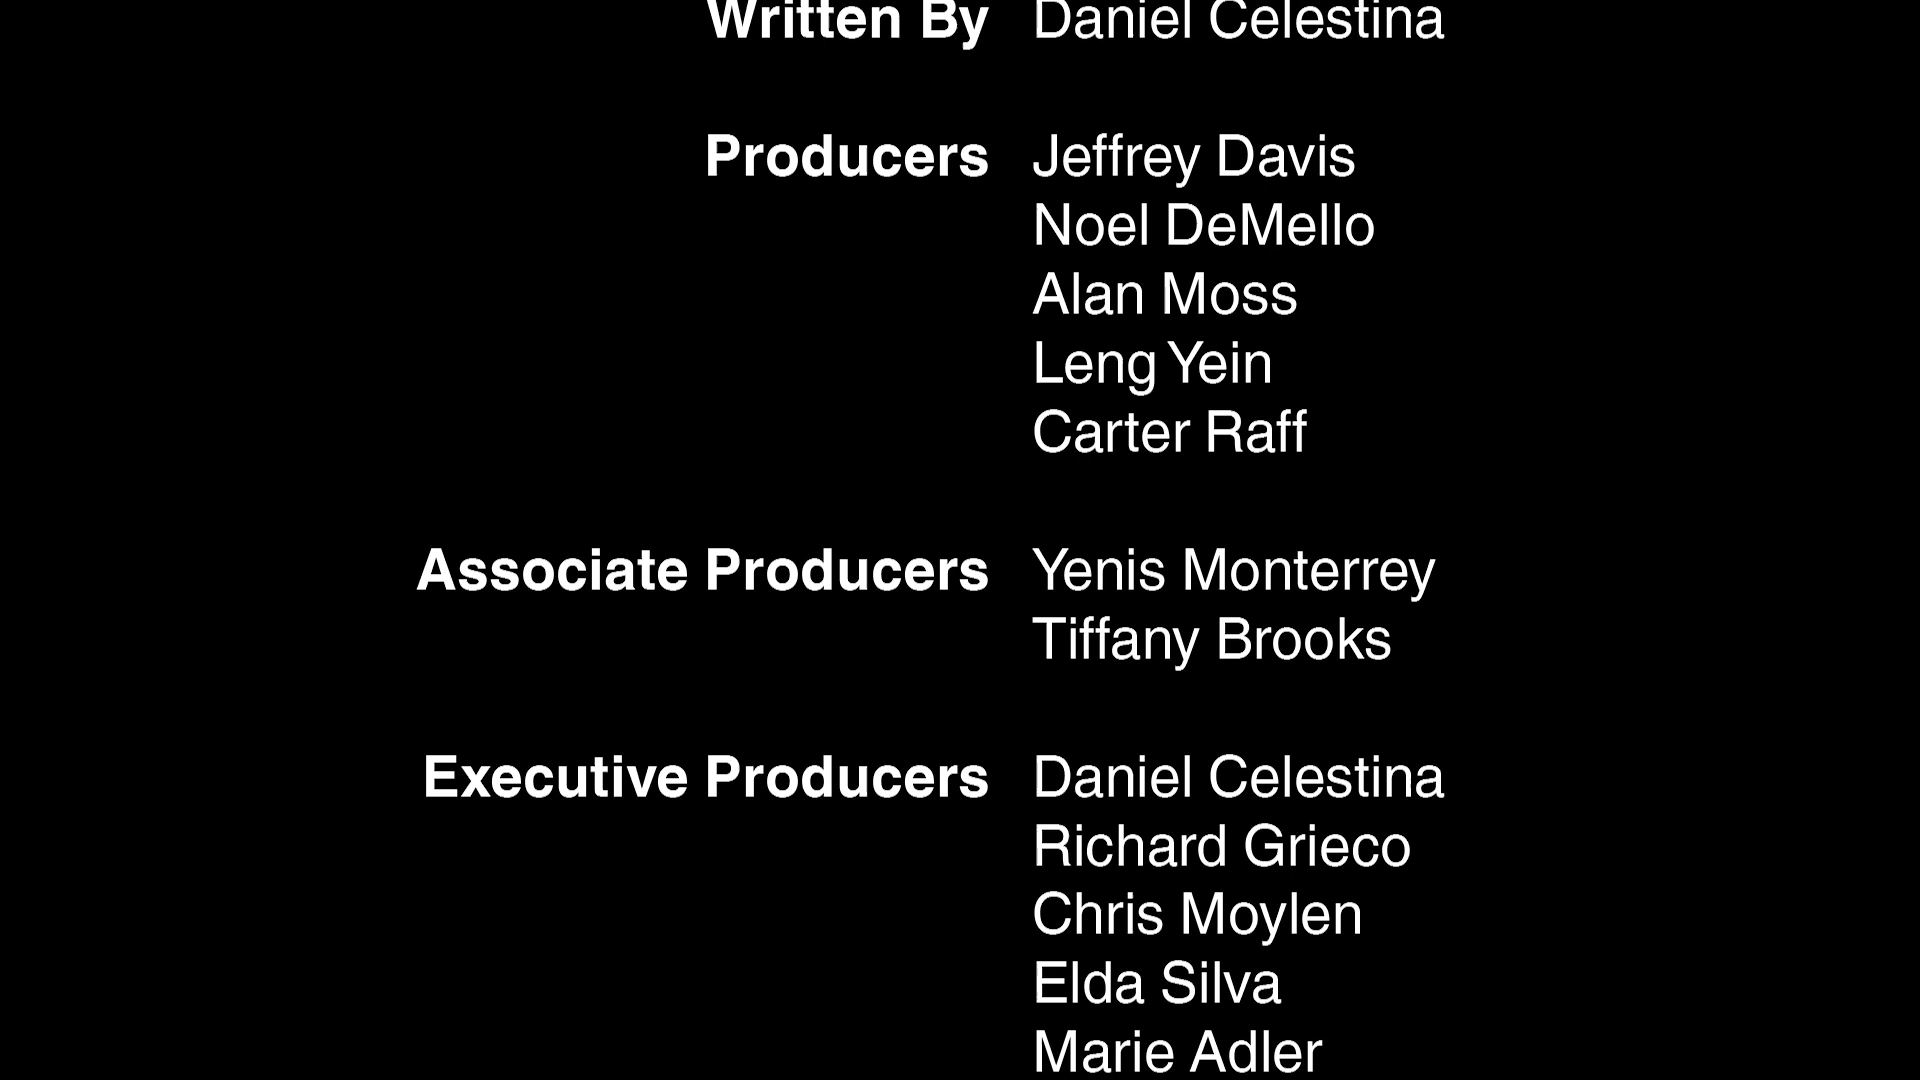 Written By Daniel Celestina
Producers Jeffrey Davis
Noel DeMello
Alan Moss
Leng Yein
Carter Raff
Associate Producers Yenis Monterrey
Tiffany Brooks
Executive Producers Daniel Celestina
Richard Grieco
Chris Moylen
Elda Silva
Marie Adler